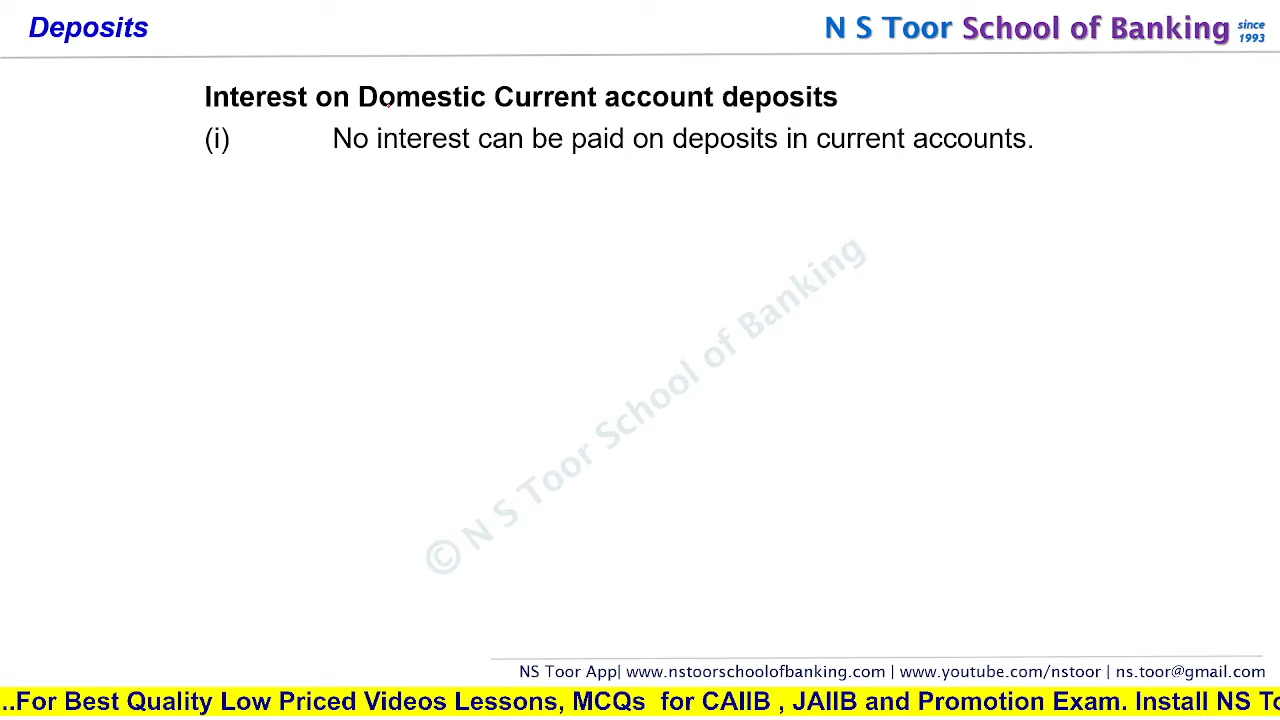 Deposits
N S Toor School of Banking since 1993
Interest on Domestic Current account deposits
(i) No interest can be paid on deposits in current accounts.
© N S Toor School of Banking
NS Toor App| www.nstoorschoolofbanking.com | www.youtube.com/nstoor | ns.toor@gmail.com
..For Best Quality Low Priced Videos Lessons, MCQs for CAIIB , JAIIB and Promotion Exam. Install NS To